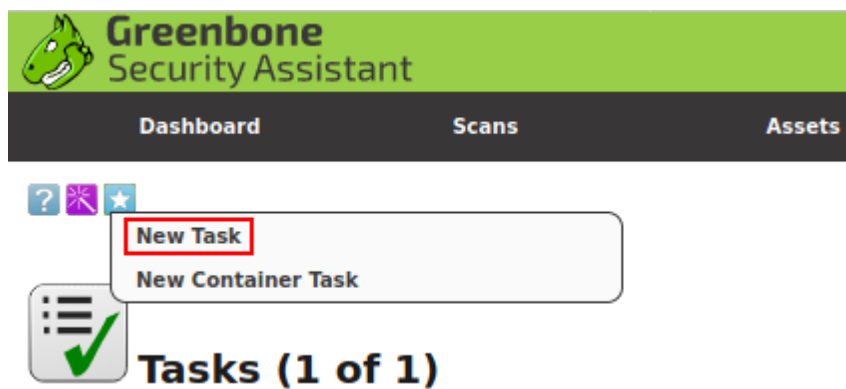 Greenbone
Security Assistant
Dashboard Scans Assets
?
New Task
New Container Task
Tasks (1 of 1)